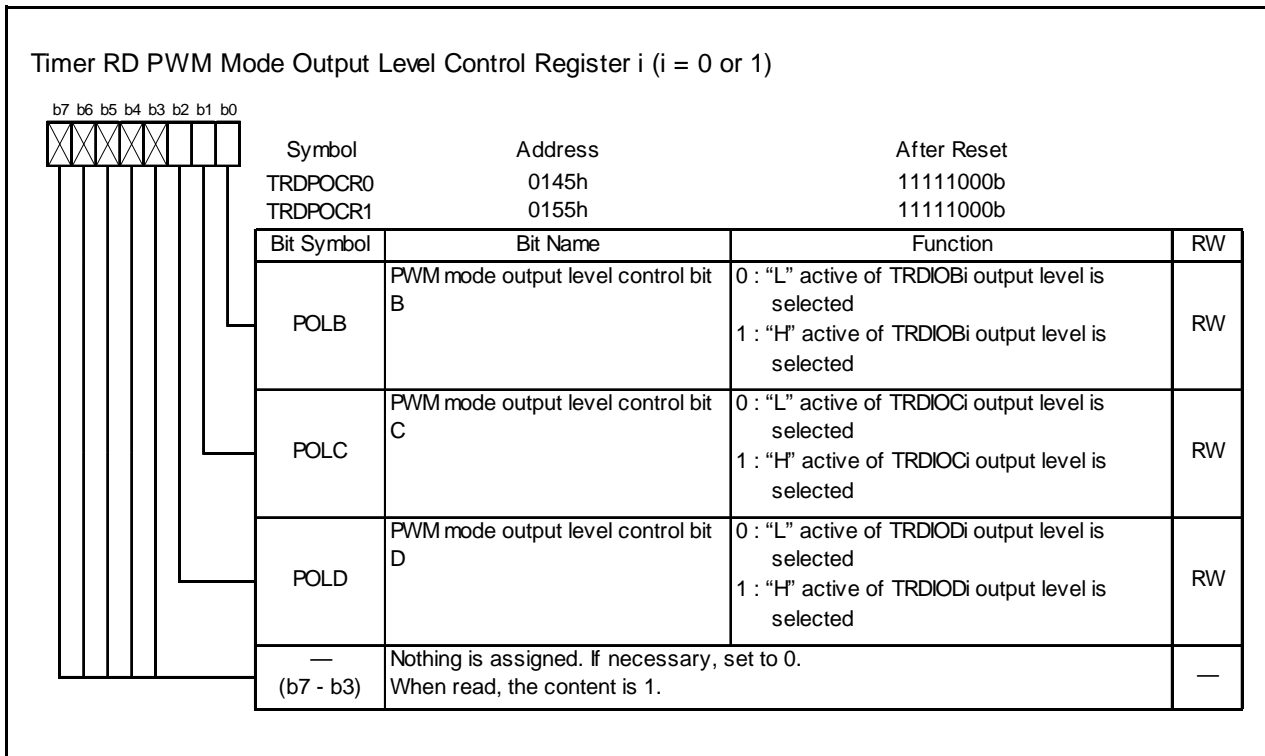 Timer RD PWM Mode Output Level Control Register i (i = 0 or 1)
b7 b6 b5 b4 b3 b2 b1 b0
Symbol Address After Reset
TRDPOCR0 0145h 11111000b
TRDPOCR1 0155h 11111000b
Bit Symbol Bit Name Function RW
POLB
PWM mode output level control bit
B
0 : “L” active of TRDIOBi output level is
selected
1 : “H” active of TRDIOBi output level is
selected
RW
POLC
PWM mode output level control bit
C
0 : “L” active of TRDIOCi output level is
selected
1 : “H” active of TRDIOCi output level is
selected
RW
POLD
PWM mode output level control bit
D
0 : “L” active of TRDIODi output level is
selected
1 : “H” active of TRDIODi output level is
selected
RW
—
(b7 - b3)
Nothing is assigned. If necessary, set to 0.
When read, the content is 1.
—